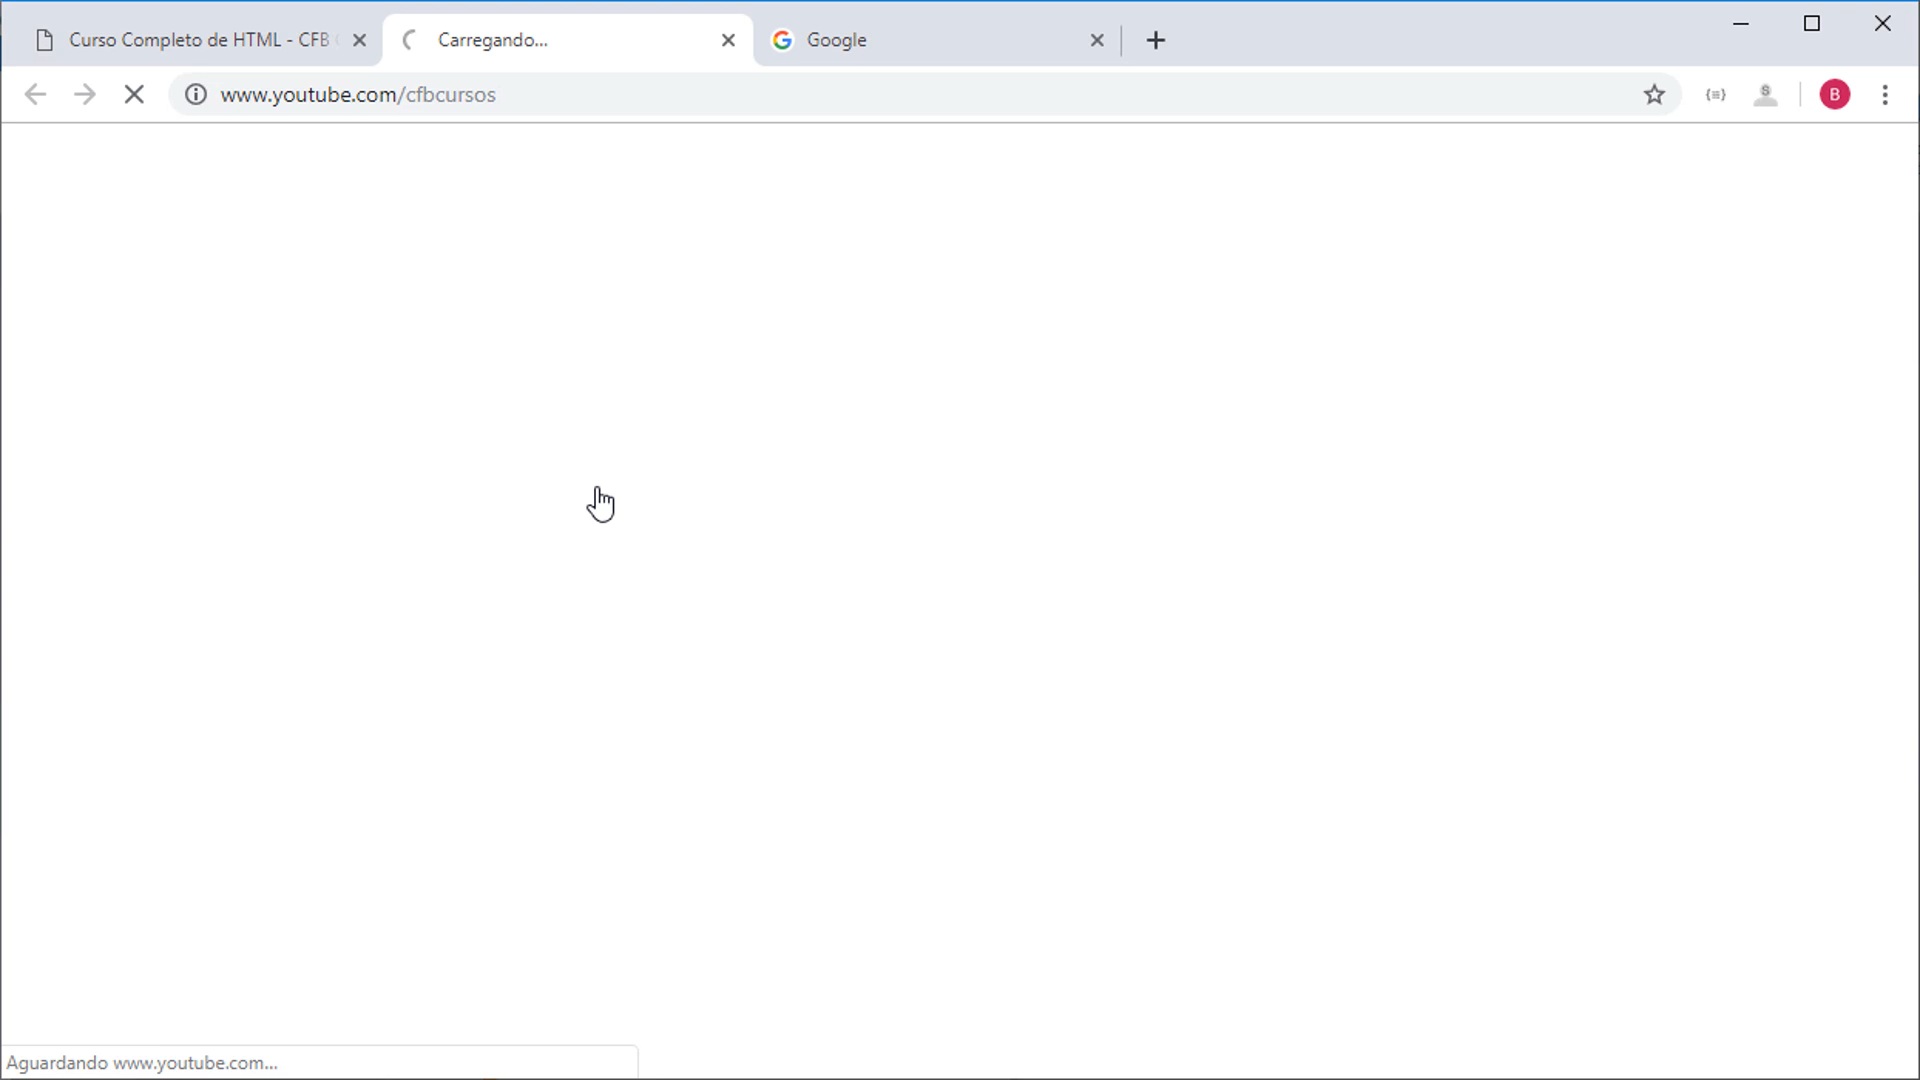 Curso Completo de HTML - CFB
Carregando...
Google
www.youtube.com/cfbcursos
S
B
Aguardando www.youtube.com...